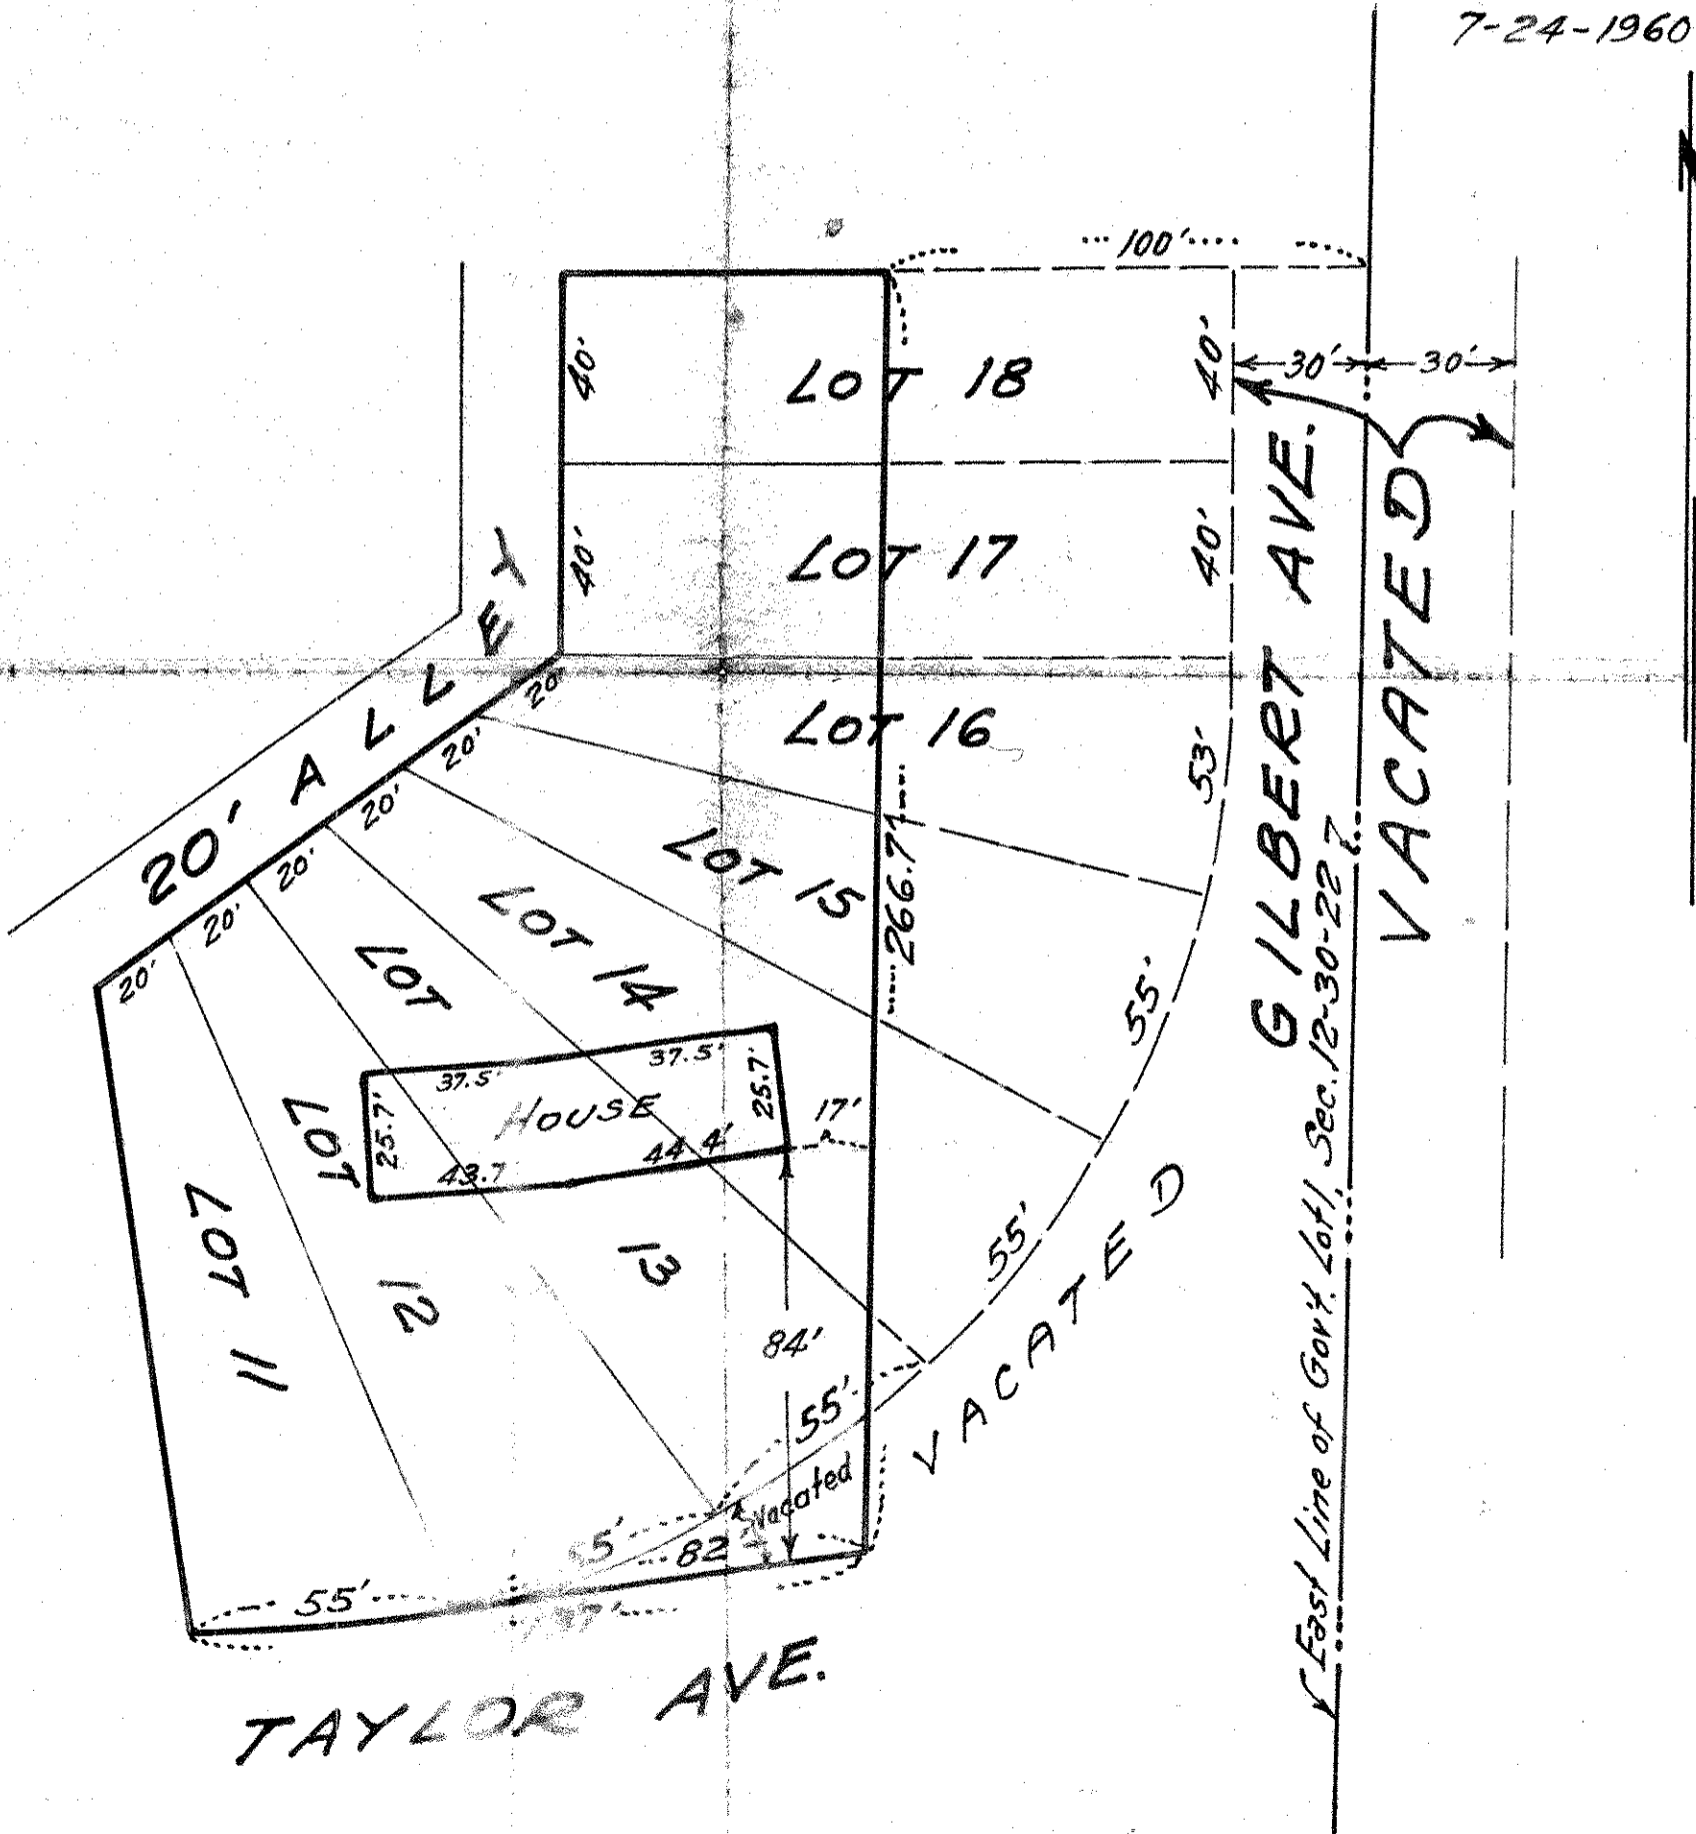 7-24-1960
100'
40'
LOT 18
40'
30'
30'
40'
LOT 17
40'
GILBERT AVE.
VACATED
20' ALLEY
20'
20'
20'
20'
20'
20'
LOT 16
53'
LOT 15
266.71
55'
LOT 14
LOT 13
LOT 12
LOT 11
37.5'
37.5'
25.7'
HOUSE
25.7'
43.7
44.4'
17'
84'
55'
55'
55'
82'
vacated
VACATED
55'
East Line of Gov't. Lot 1, Sec. 12-30-22
TAYLOR AVE.